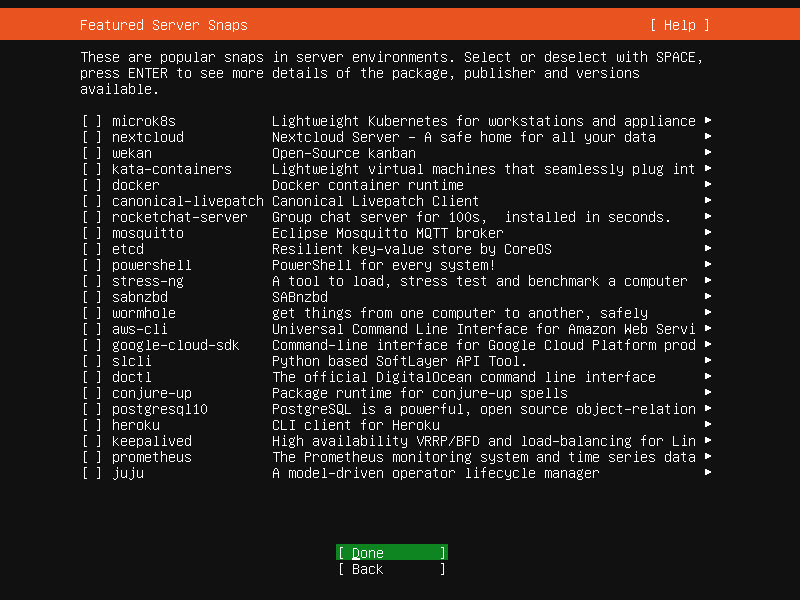 Featured Server Snaps [ Help ]
These are popular snaps in server environments. Select or deselect with SPACE,
press ENTER to see more details of the package, publisher and versions
available.
[ ] microk8s Lightweight Kubernetes for workstations and appliance ▸
[ ] nextcloud Nextcloud Server - A safe home for all your data ▸
[ ] wekan Open-Source kanban ▸
[ ] kata-containers Lightweight virtual machines that seamlessly plug int ▸
[ ] docker Docker container runtime ▸
[ ] canonical-livepatch Canonical Livepatch Client ▸
[ ] rocketchat-server Group chat server for 100s,  installed in seconds. ▸
[ ] mosquitto Eclipse Mosquitto MQTT broker ▸
[ ] etcd Resilient key-value store by CoreOS ▸
[ ] powershell PowerShell for every system! ▸
[ ] stress-ng A tool to load, stress test and benchmark a computer ▸
[ ] sabnzbd SABnzbd ▸
[ ] wormhole get things from one computer to another, safely ▸
[ ] aws-cli Universal Command Line Interface for Amazon Web Servi ▸
[ ] google-cloud-sdk Command-line interface for Google Cloud Platform prod ▸
[ ] slcli Python based SoftLayer API Tool. ▸
[ ] doctl The official DigitalOcean command line interface ▸
[ ] conjure-up Package runtime for conjure-up spells ▸
[ ] postgresql10 PostgreSQL is a powerful, open source object-relation ▸
[ ] heroku CLI client for Heroku ▸
[ ] keepalived High availability VRRP/BFD and load-balancing for Lin ▸
[ ] prometheus The Prometheus monitoring system and time series data ▸
[ ] juju A model-driven operator lifecycle manager ▸
[ Done ]
[ Back ]